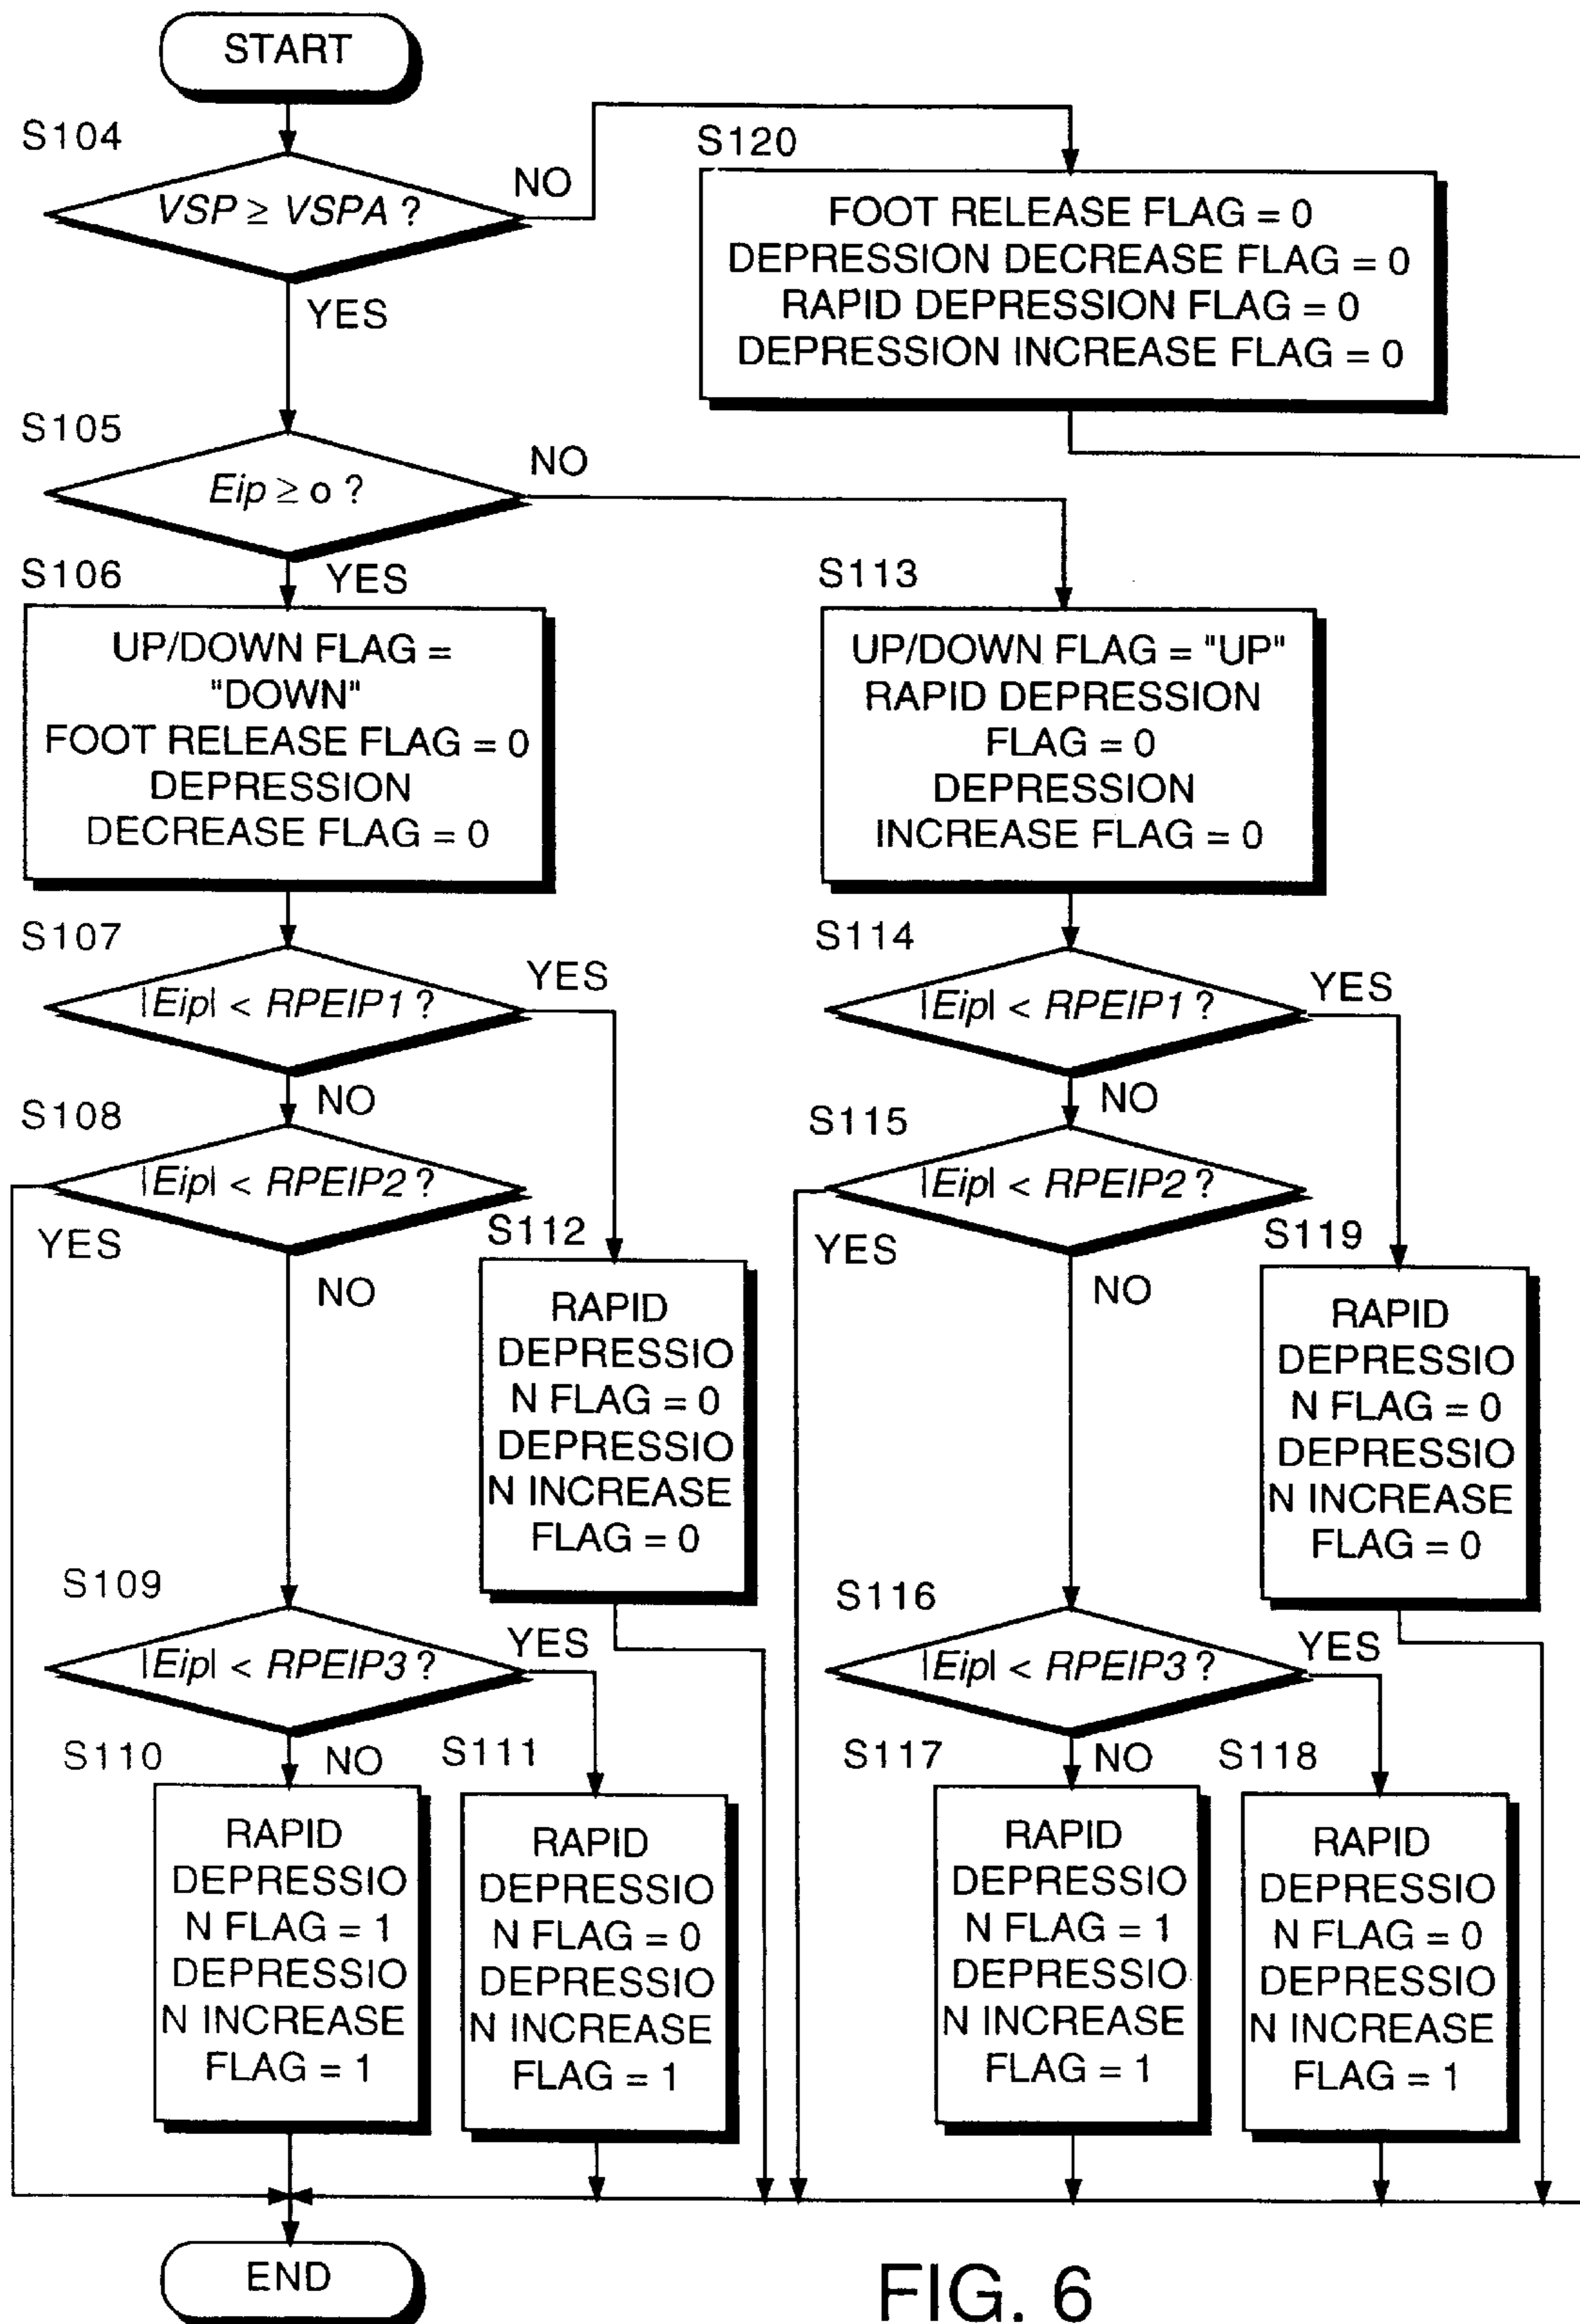 START
S104
VSP ≥ VSPA ?
NO
YES
S120
FOOT RELEASE FLAG = 0
DEPRESSION DECREASE FLAG = 0
RAPID DEPRESSION FLAG = 0
DEPRESSION INCREASE FLAG = 0
S105
Eip ≥ o ?
NO
YES
S106
UP/DOWN FLAG =
"DOWN"
FOOT RELEASE FLAG = 0
DEPRESSION
DECREASE FLAG = 0
S113
UP/DOWN FLAG = "UP"
RAPID DEPRESSION
FLAG = 0
DEPRESSION
INCREASE FLAG = 0
S107
|Eip| < RPEIP1 ?
YES
NO
S114
|Eip| < RPEIP1 ?
YES
NO
S108
|Eip| < RPEIP2 ?
YES
NO
S115
|Eip| < RPEIP2 ?
YES
NO
S112
RAPID
DEPRESSIO
N FLAG = 0
DEPRESSIO
N INCREASE
FLAG = 0
S119
RAPID
DEPRESSIO
N FLAG = 0
DEPRESSIO
N INCREASE
FLAG = 0
S109
|Eip| < RPEIP3 ?
YES
NO
S116
|Eip| < RPEIP3 ?
YES
NO
S110
RAPID
DEPRESSIO
N FLAG = 1
DEPRESSIO
N INCREASE
FLAG = 1
S111
RAPID
DEPRESSIO
N FLAG = 0
DEPRESSIO
N INCREASE
FLAG = 1
S117
RAPID
DEPRESSIO
N FLAG = 1
DEPRESSIO
N INCREASE
FLAG = 1
S118
RAPID
DEPRESSIO
N FLAG = 0
DEPRESSIO
N INCREASE
FLAG = 1
END
FIG. 6